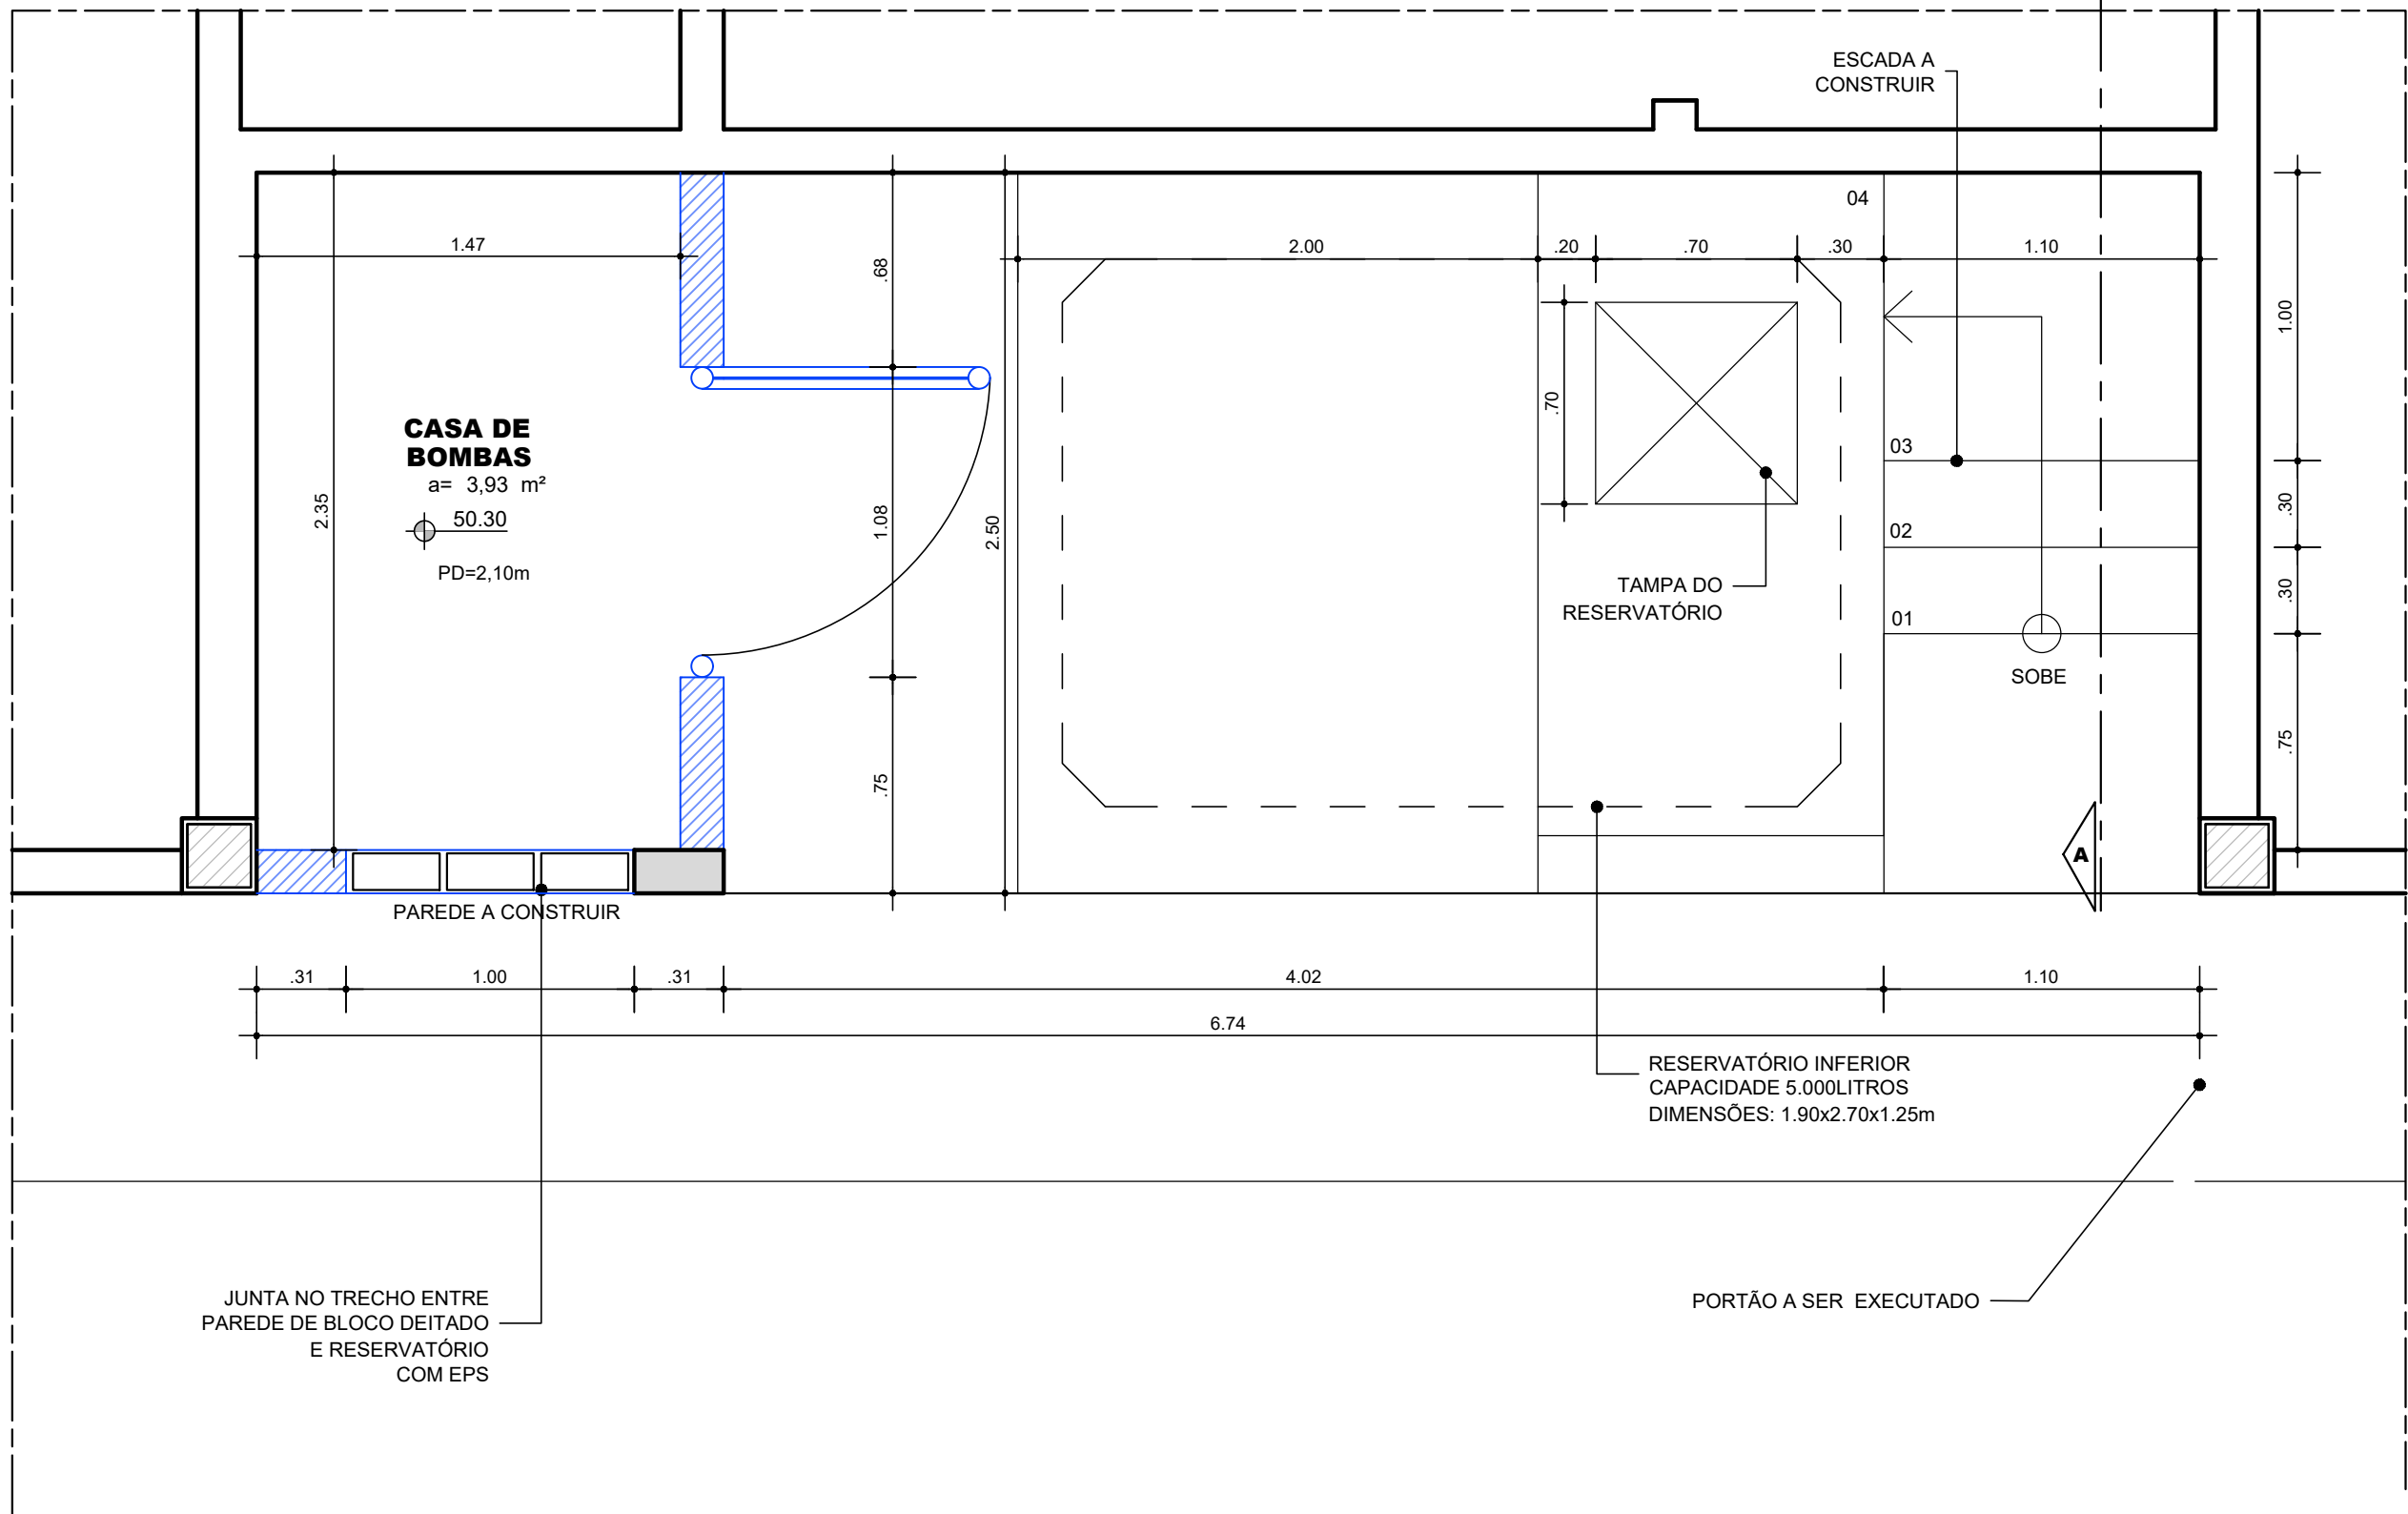 ESCADA A
CONSTRUIR
04
1.47
.68
2.00
.20
.70
.30
1.10
1.00
.70
CASA DE
BOMBAS
a= 3,93 m²
50.30
PD=2,10m
2.35
1.08
2.50
03
.30
02
TAMPA DO
RESERVATÓRIO
.30
01
SOBE
.75
.75
A
PAREDE A CONSTRUIR
.31
1.00
.31
4.02
1.10
6.74
RESERVATÓRIO INFERIOR
CAPACIDADE 5.000LITROS
DIMENSÕES: 1.90x2.70x1.25m
JUNTA NO TRECHO ENTRE
PAREDE DE BLOCO DEITADO
E RESERVATÓRIO
COM EPS
PORTÃO A SER EXECUTADO